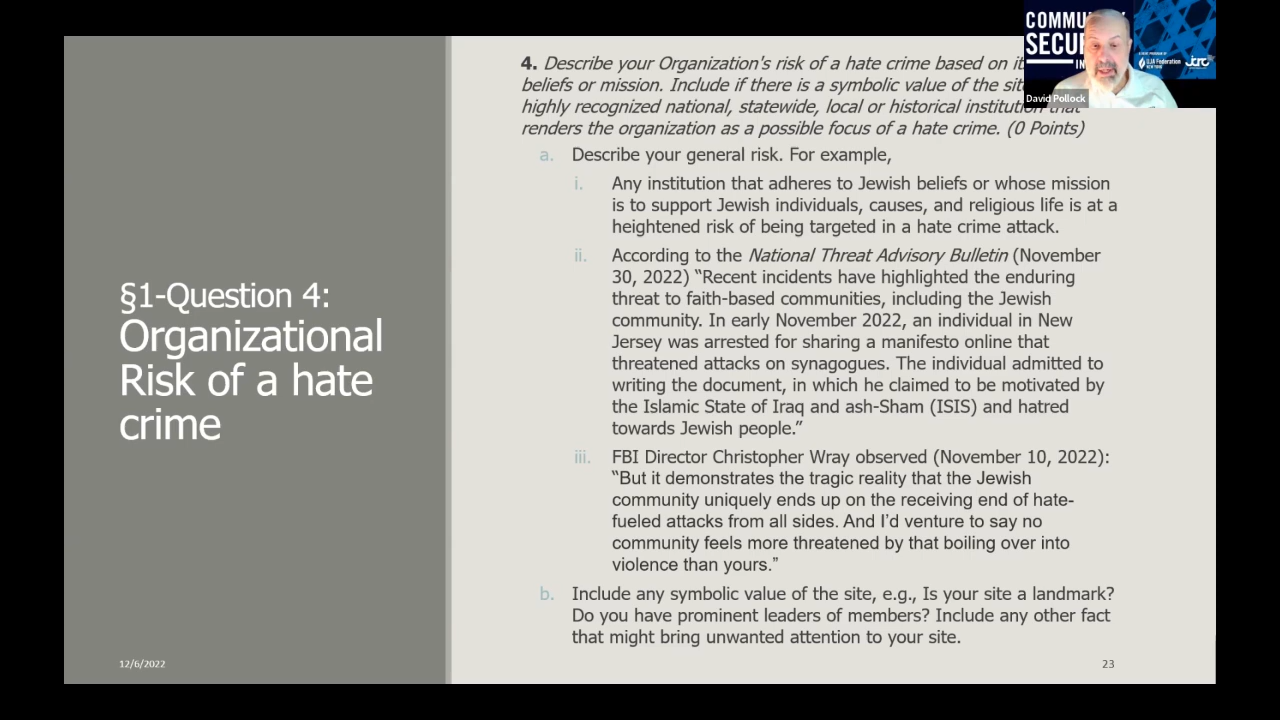 §1-Question 4:
Organizational
Risk of a hate
crime
12/6/2022
4. Describe your Organization's risk of a hate crime based on
beliefs or mission. Include if there is a symbolic value of the
highly recognized national, statewide, local or historical institution that
renders the organization as a possible focus of a hate crime. (0 Points)
a. Describe your general risk. For example,
i. Any institution that adheres to Jewish beliefs or whose mission
is to support Jewish individuals, causes, and religious life is at a
heightened risk of being targeted in a hate crime attack.
ii. According to the National Threat Advisory Bulletin (November
30, 2022) “Recent incidents have highlighted the enduring
threat to faith-based communities, including the Jewish
community. In early November 2022, an individual in New
Jersey was arrested for sharing a manifesto online that
threatened attacks on synagogues. The individual admitted to
writing the document, in which he claimed to be motivated by
the Islamic State of Iraq and ash-Sham (ISIS) and hatred
towards Jewish people.”
iii. FBI Director Christopher Wray observed (November 10, 2022):
“But it demonstrates the tragic reality that the Jewish
community uniquely ends up on the receiving end of hate-
fueled attacks from all sides. And I’d venture to say no
community feels more threatened by that boiling over into
violence than yours.”
b. Include any symbolic value of the site, e.g., Is your site a landmark?
Do you have prominent leaders of members? Include any other fact
that might bring unwanted attention to your site.
23
UJA Federation
NEW YORK
jcrc
David Pollock